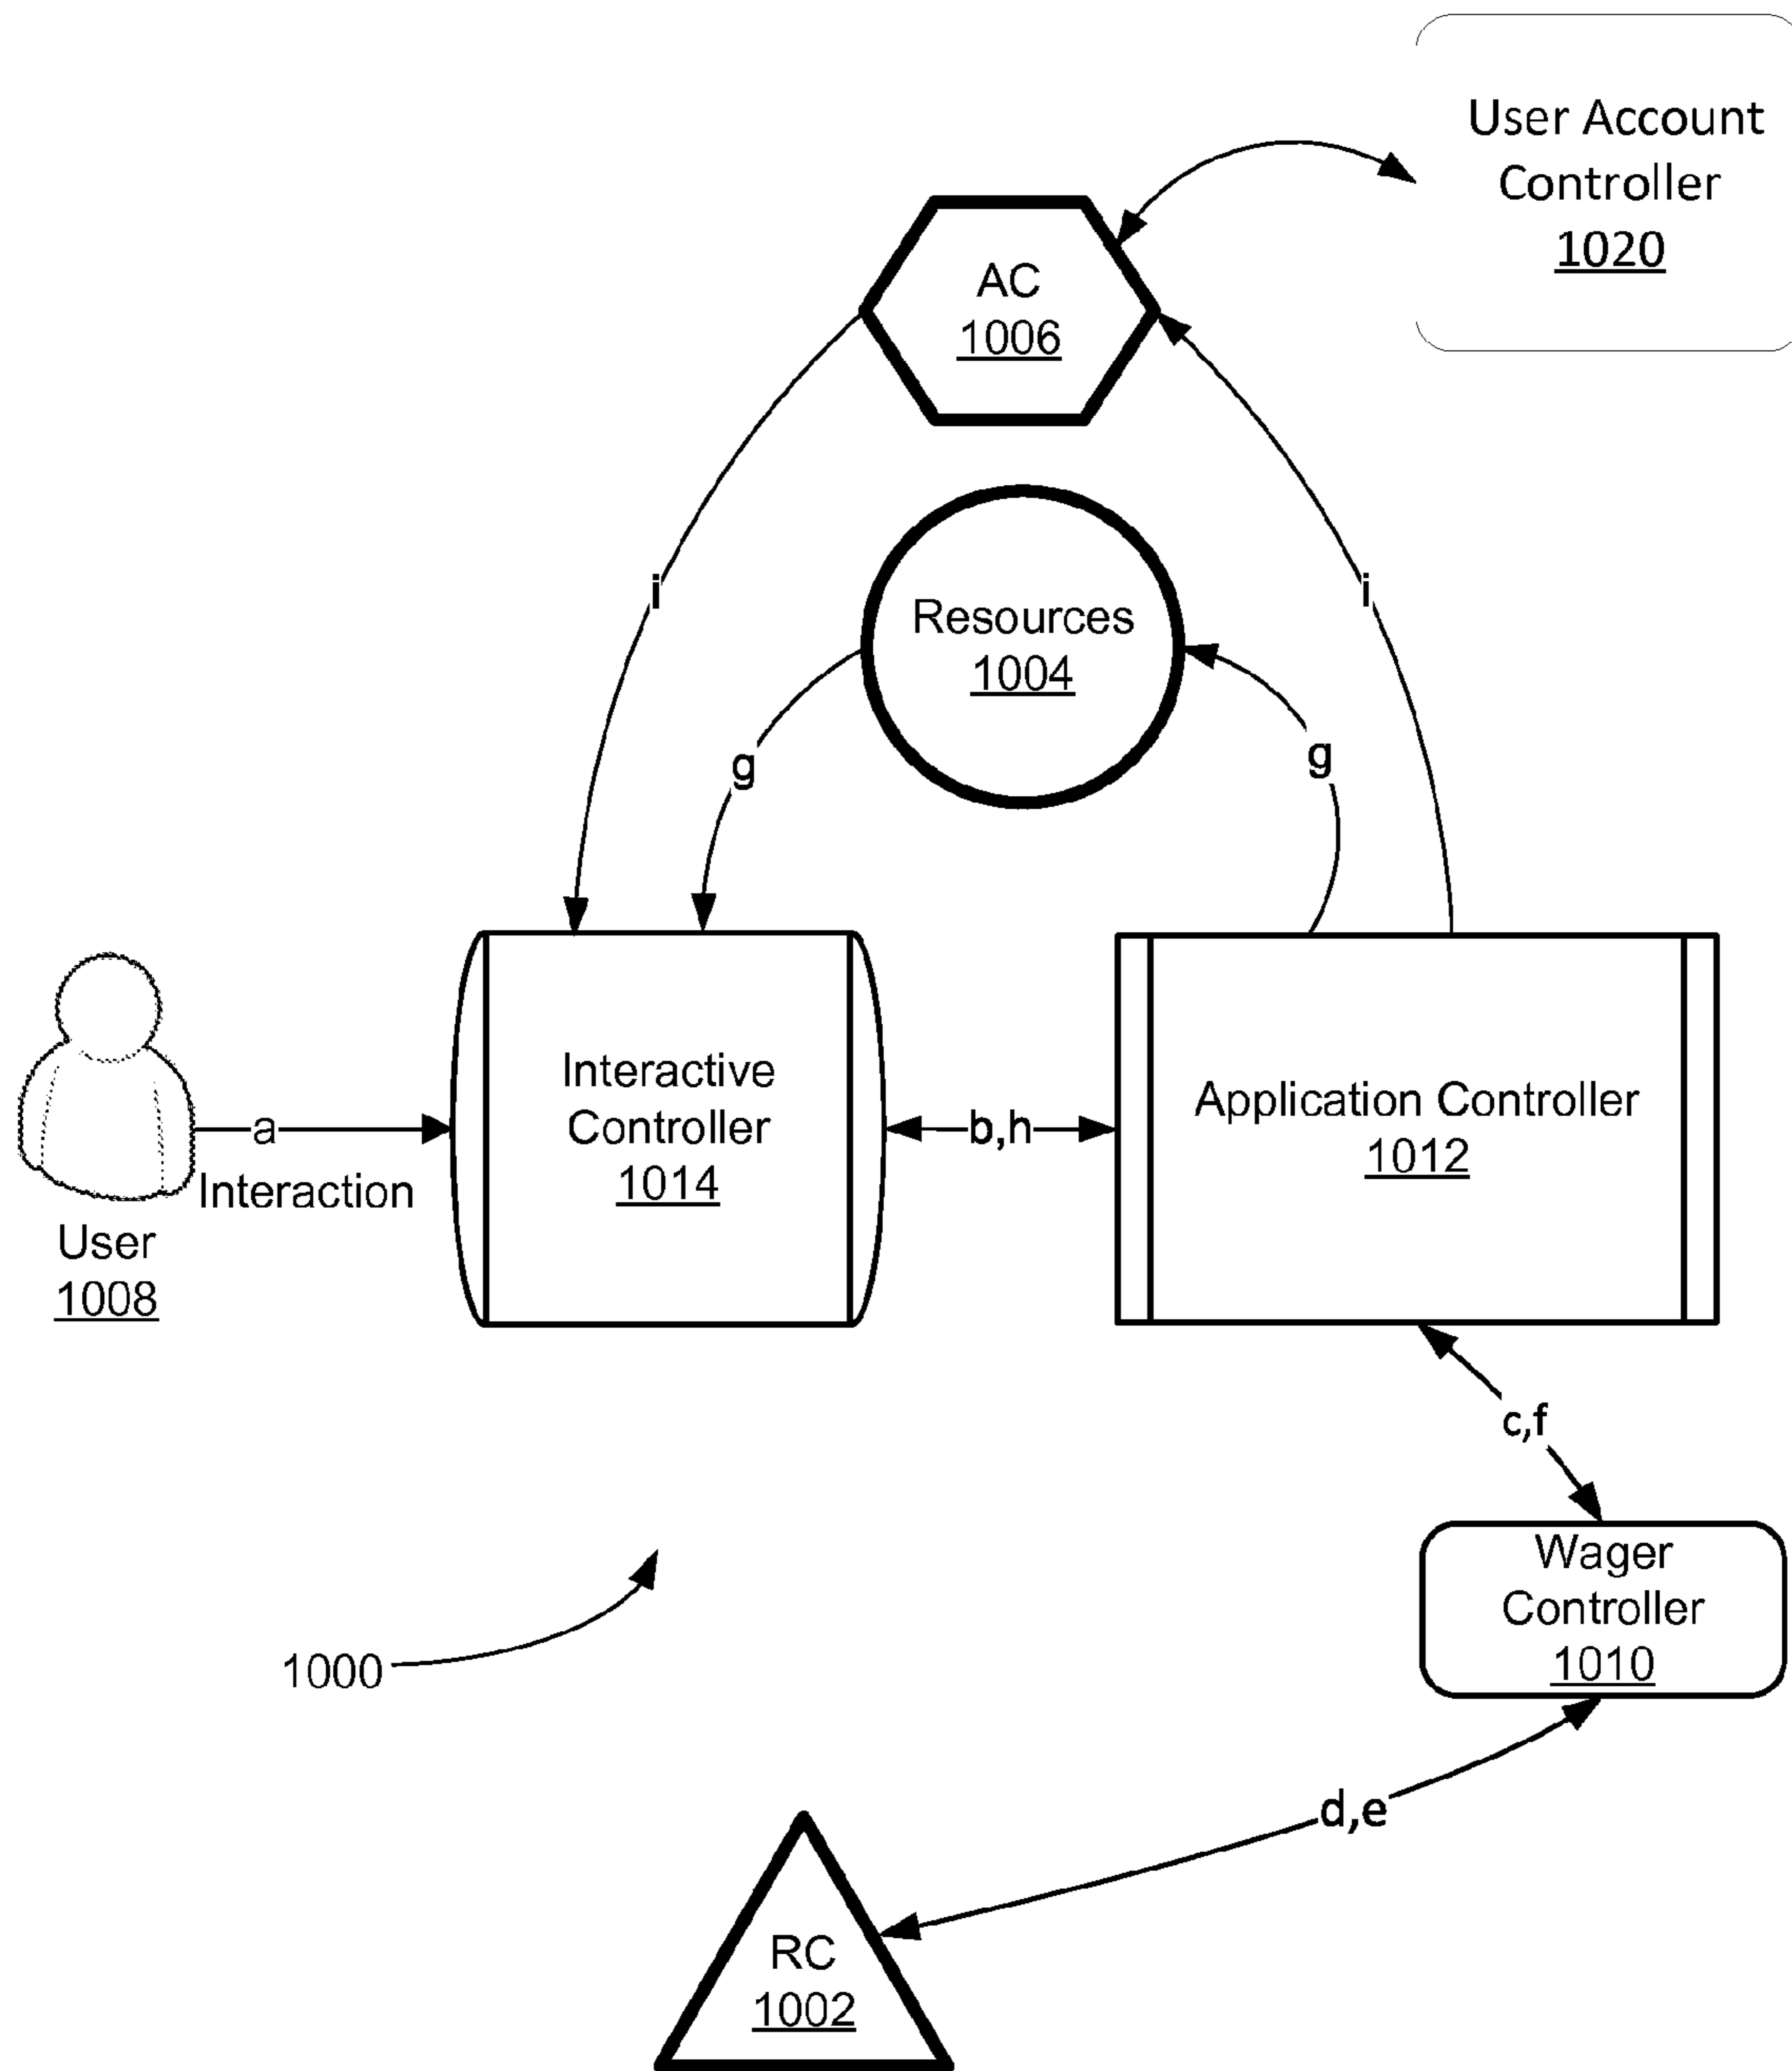 User Account
Controller
1020
AC
1006
i
i
Resources
1004
g
g
Interactive
Controller
1014
Application Controller
1012
a
Interaction
b,h
User
1008
c,f
Wager
Controller
1010
1000
d,e
RC
1002